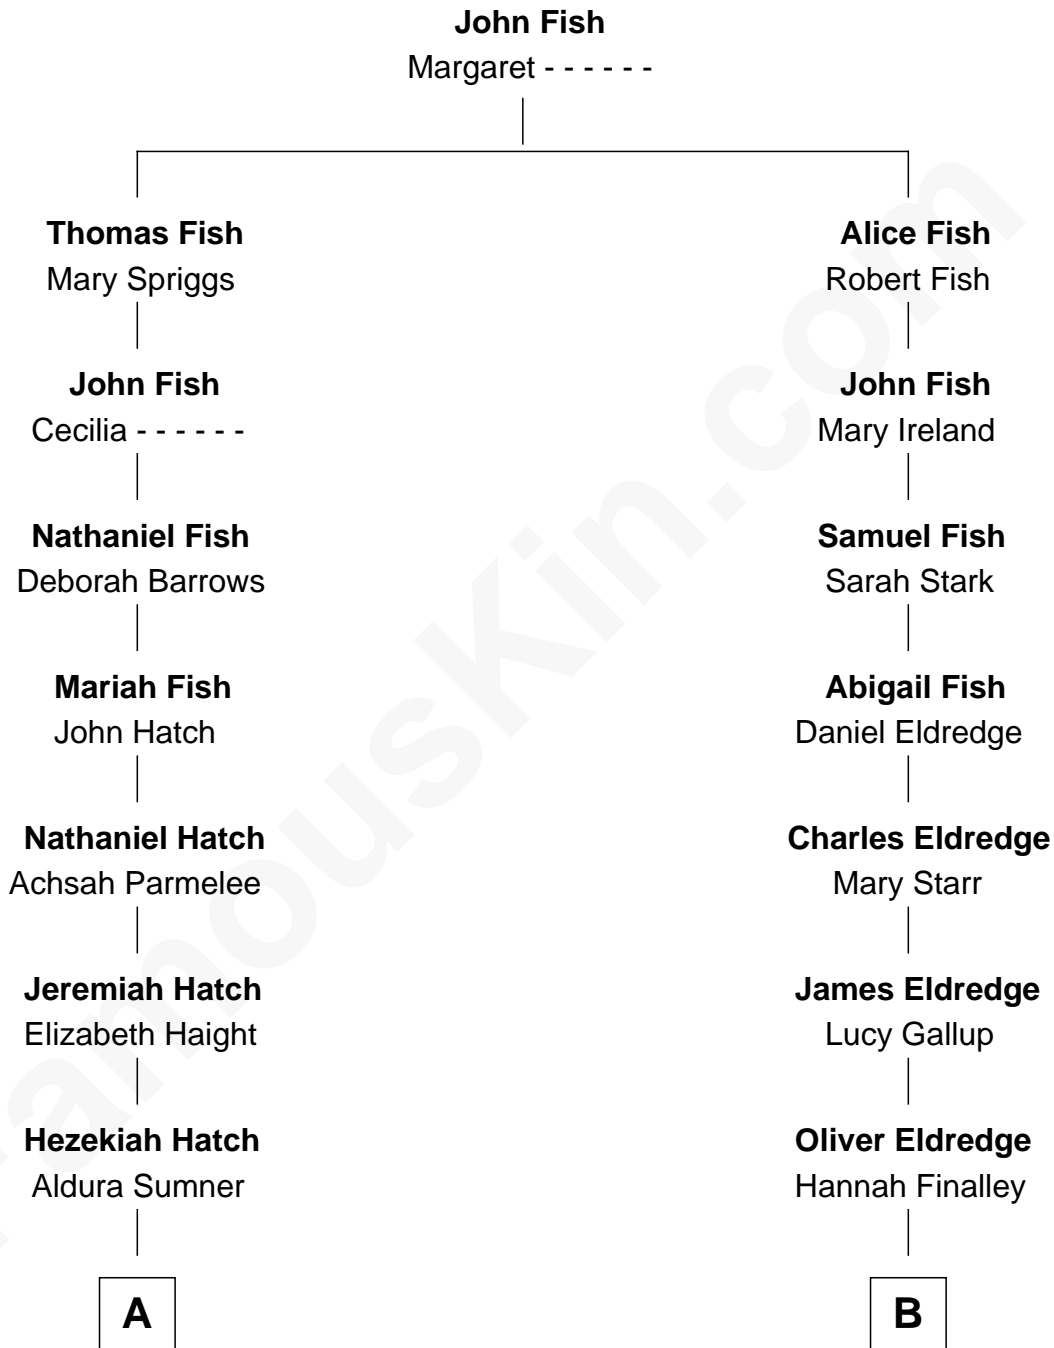 John Fish
Margaret - - - - - -
Thomas Fish
Mary Spriggs
Alice Fish
Robert Fish
John Fish
Cecilia - - - - - -
John Fish
Mary Ireland
Nathaniel Fish
Deborah Barrows
Samuel Fish
Sarah Stark
Mariah Fish
John Hatch
Abigail Fish
Daniel Eldredge
Nathaniel Hatch
Achsah Parmelee
Charles Eldredge
Mary Starr
Jeremiah Hatch
Elizabeth Haight
James Eldredge
Lucy Gallup
Hezekiah Hatch
Aldura Sumner
Oliver Eldredge
Hannah Finalley
A
B
FamousKin.com